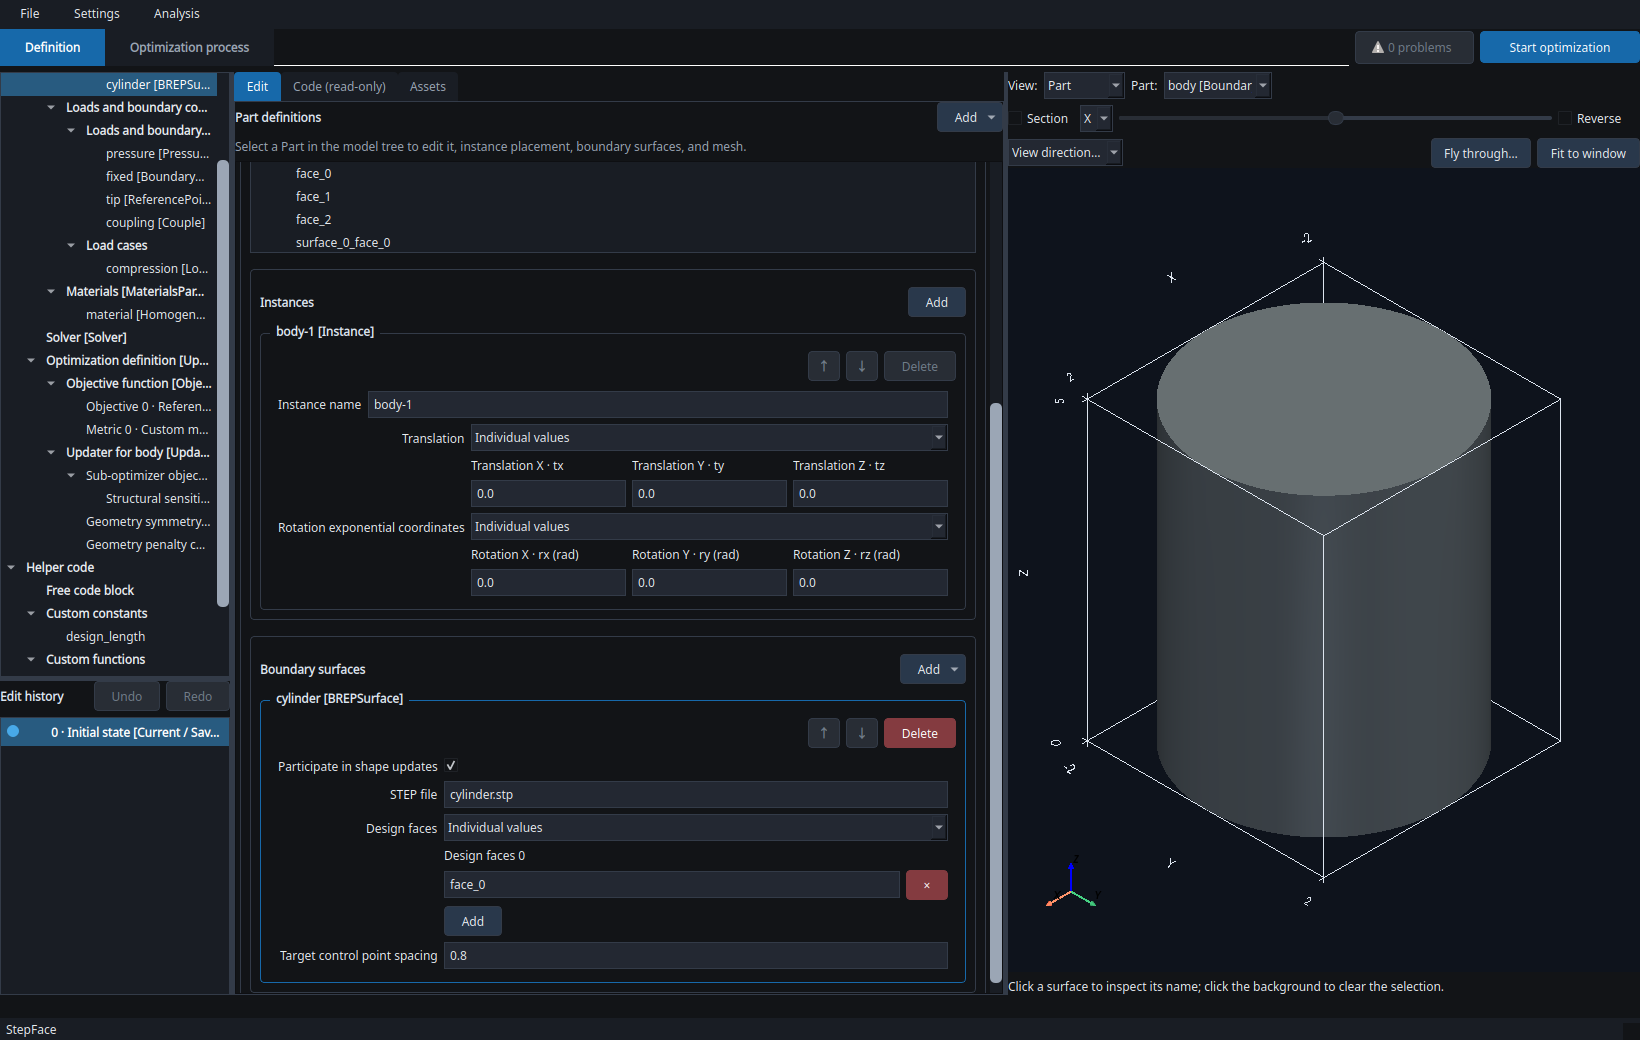 File Settings Analysis
Definition Optimization process 0 problems Start optimization
cylinder [BREPSu...
Loads and boundary co...
Loads and boundary...
pressure [Pressu...
fixed [Boundary...
tip [ReferencePoi...
coupling [Couple]
Load cases
compression [Lo...
Materials [MaterialsPar...
material [Homogen...
Solver [Solver]
Optimization definition [Up...
Objective function [Obje...
Objective 0 · Referen...
Metric 0 · Custom m...
Updater for body [Upda...
Sub-optimizer objec...
Structural sensiti...
Geometry symmetry...
Geometry penalty c...
Helper code
Free code block
Custom constants
design_length
Custom functions
Edit history Undo Redo
0 · Initial state [Current / Sav...
Edit Code (read-only) Assets
Part definitions Add
Select a Part in the model tree to edit it, instance placement, boundary surfaces, and mesh.
face_0
face_1
face_2
surface_0_face_0
Instances Add
body-1 [Instance]
↑ ↓ Delete
Instance name body-1
Translation Individual values
Translation X · tx Translation Y · ty Translation Z · tz
0.0 0.0 0.0
Rotation exponential coordinates Individual values
Rotation X · rx (rad) Rotation Y · ry (rad) Rotation Z · rz (rad)
0.0 0.0 0.0
Boundary surfaces Add
cylinder [BREPSurface]
↑ ↓ Delete
Participate in shape updates
STEP file cylinder.stp
Design faces Individual values
Design faces 0
face_0 ×
Add
Target control point spacing 0.8
View: Part Part: body [Boundar
Section X Reverse
View direction... Fly through... Fit to window
-2
X
2
5
Z
0
-2
Y
2
Z
Y
Click a surface to inspect its name; click the background to clear the selection.
StepFace